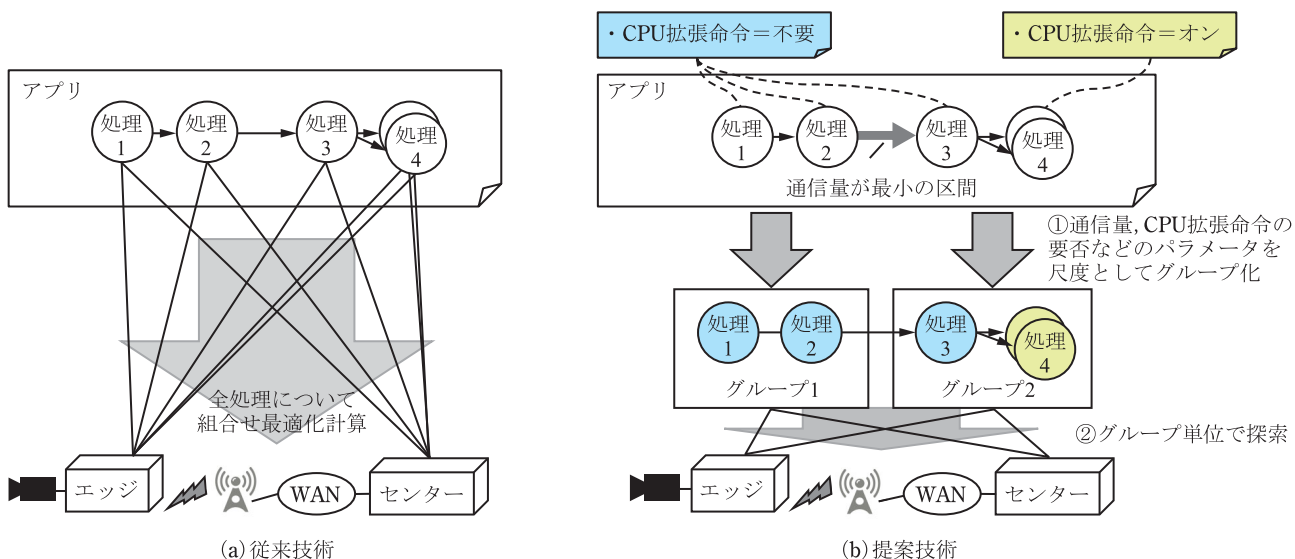 アプリ
処理
1
処理
2
処理
3
処理
4
全処理について
組合せ最適化計算
エッジ
WAN
センター
(a)従来技術
・CPU拡張命令＝不要
・CPU拡張命令＝オン
アプリ
処理
1
処理
2
処理
3
処理
4
通信量が最小の区間
①通信量，CPU拡張命令の
要否などのパラメータを
尺度としてグループ化
処理
1
処理
2
処理
3
処理
4
グループ1
グループ2
②グループ単位で探索
エッジ
WAN
センター
(b)提案技術